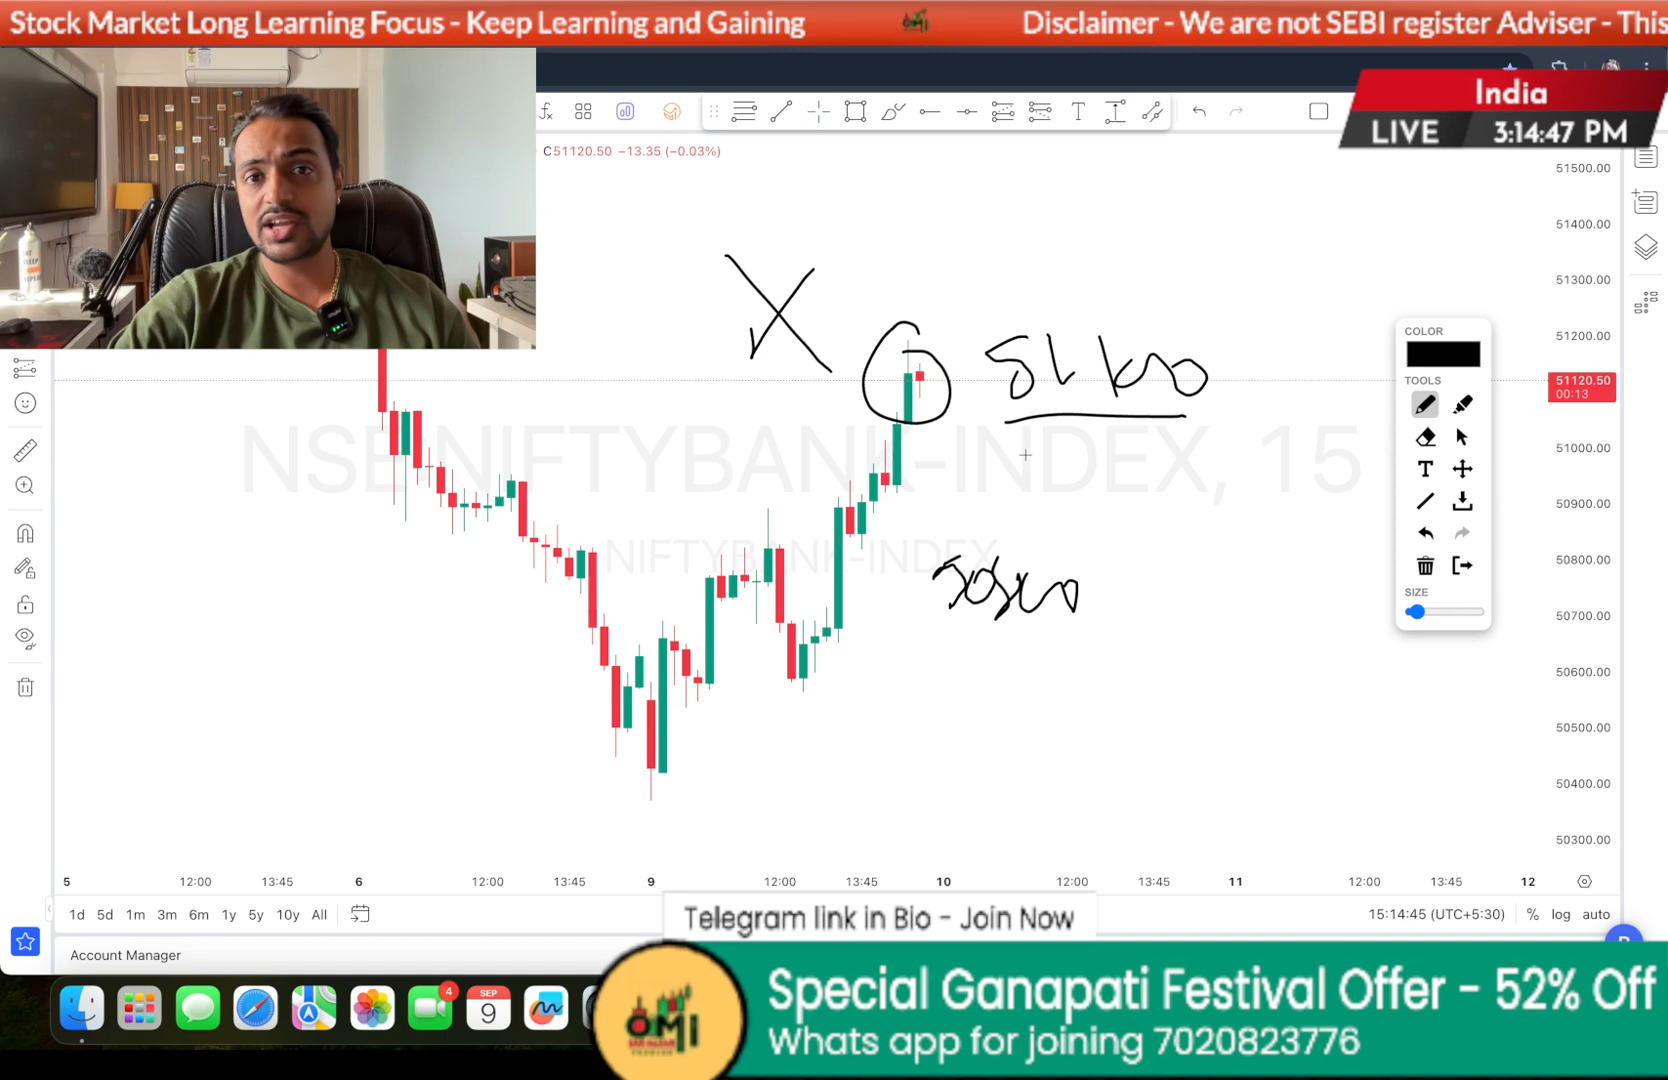 Stock Market Long Learning Focus - Keep Learning and Gaining
Disclaimer - We are not SEBI register Adviser - This
India
LIVE 3:14:47 PM
C51120.50 −13.35 (−0.03%)
51500.00
51400.00
51300.00
51200.00
51120.50
00:13
51000.00
50900.00
50800.00
50700.00
50600.00
50500.00
50400.00
50300.00
COLOR
TOOLS
SIZE
NSE:NIFTYBANK-INDEX, 15
NIFTYBANK-INDEX
5 12:00 13:45 6 12:00 13:45 9 12:00 13:45 10 12:00 13:45 11 12:00 13:45 12
1d 5d 1m 3m 6m 1y 5y 10y All
15:14:45 (UTC+5:30) % log auto
Account Manager
Telegram link in Bio - Join Now
4
SEP
9
OMI
Special Ganapati Festival Offer - 52% Off
Whats app for joining 7020823776